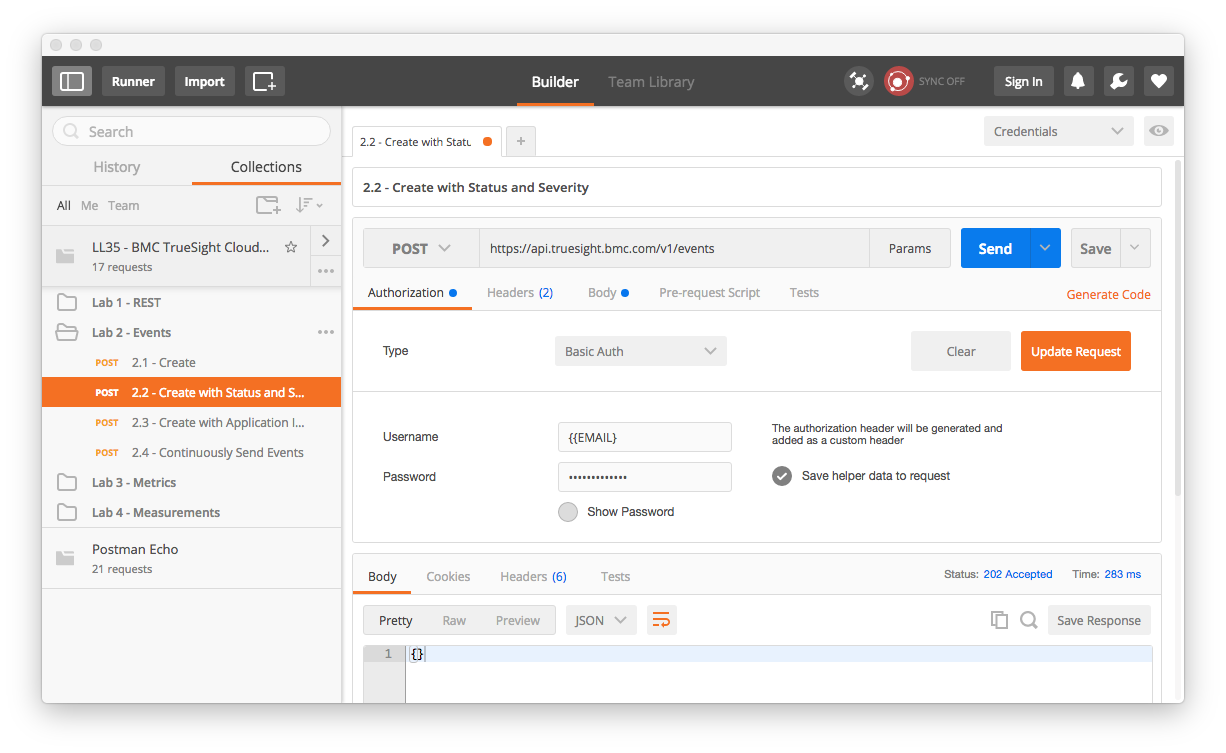 Runner Import Builder Team Library SYNC OFF Sign In
Search
History Collections
All Me Team
LL35 - BMC TrueSight Cloud...
17 requests
Lab 1 - REST
Lab 2 - Events
POST 2.1 - Create
POST 2.2 - Create with Status and S...
POST 2.3 - Create with Application I...
POST 2.4 - Continuously Send Events
Lab 3 - Metrics
Lab 4 - Measurements
Postman Echo
21 requests
2.2 - Create with Statu
Credentials
2.2 - Create with Status and Severity
POST https://api.truesight.bmc.com/v1/events Params Send Save
Authorization Headers (2) Body Pre-request Script Tests Generate Code
Type Basic Auth Clear Update Request
Username {{EMAIL}
The authorization header will be generated and
added as a custom header
Password ••••••••••••• Save helper data to request
Show Password
Body Cookies Headers (6) Tests Status: 202 Accepted Time: 283 ms
Pretty Raw Preview JSON Save Response
1 {}